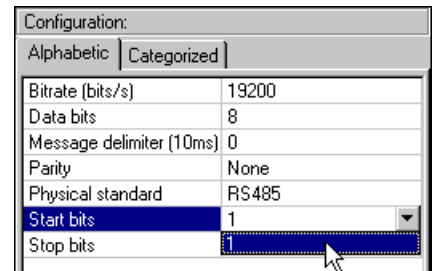 Configuration:
Alphabetic Categorized
Bitrate (bits/s) 19200
Data bits 8
Message delimiter (10ms) 0
Parity None
Physical standard RS485
Start bits 1
Stop bits 1